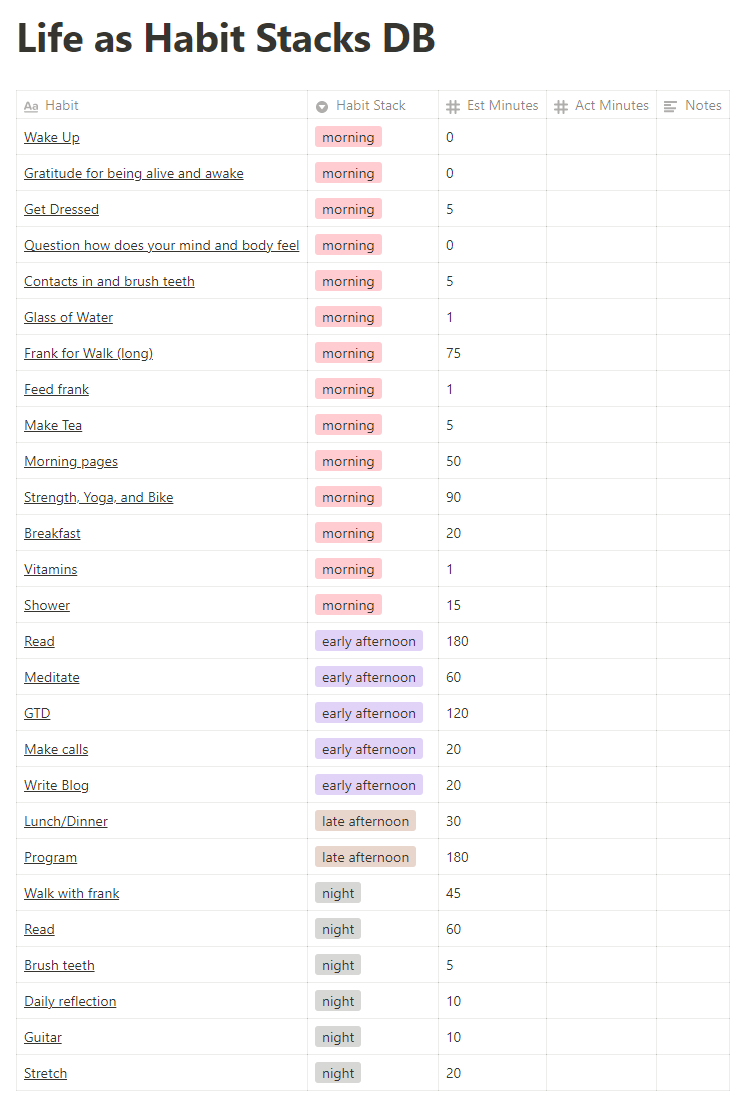 Life as Habit Stacks DB
Aa Habit Habit Stack # Est Minutes # Act Minutes Notes
Wake Up morning 0
Gratitude for being alive and awake morning 0
Get Dressed morning 5
Question how does your mind and body feel morning 0
Contacts in and brush teeth morning 5
Glass of Water morning 1
Frank for Walk (long) morning 75
Feed frank morning 1
Make Tea morning 5
Morning pages morning 50
Strength, Yoga, and Bike morning 90
Breakfast morning 20
Vitamins morning 1
Shower morning 15
Read early afternoon 180
Meditate early afternoon 60
GTD early afternoon 120
Make calls early afternoon 20
Write Blog early afternoon 20
Lunch/Dinner late afternoon 30
Program late afternoon 180
Walk with frank night 45
Read night 60
Brush teeth night 5
Daily reflection night 10
Guitar night 10
Stretch night 20